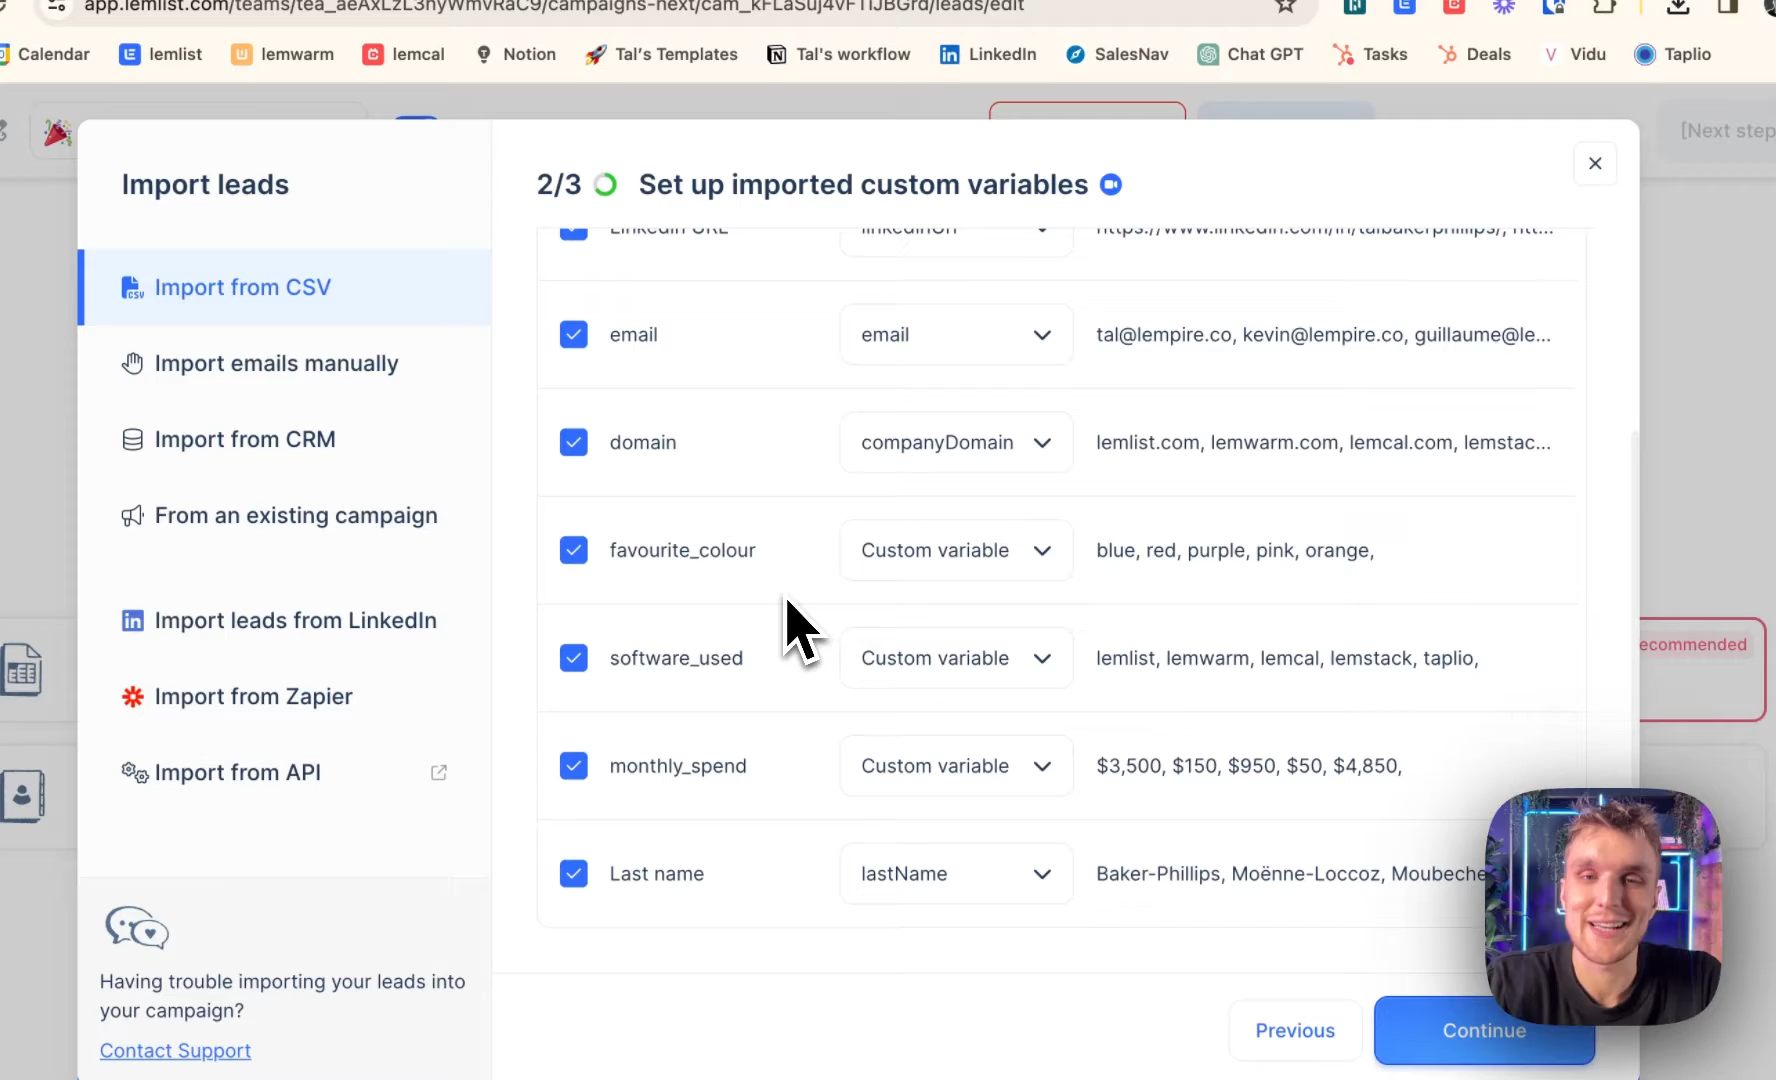 app.lemlist.com/teams/tea_aeAxLzL3nyWmvRaC9/campaigns-next/cam_kFLaSuj4vFTiJBGrd/leads/edit
Calendar lemlist lemwarm lemcal Notion Tal's Templates Tal's workflow LinkedIn SalesNav Chat GPT Tasks Deals Vidu Taplio
[Next step
Import leads
2/3 Set up imported custom variables
LinkedIn URL linkedinUrl https://www.linkedin.com/in/talbakerphillips/, htt...
Import from CSV
email email tal@lempire.co, kevin@lempire.co, guillaume@le...
Import emails manually
domain companyDomain lemlist.com, lemwarm.com, lemcal.com, lemstac...
Import from CRM
From an existing campaign
favourite_colour Custom variable blue, red, purple, pink, orange,
Import leads from LinkedIn
software_used Custom variable lemlist, lemwarm, lemcal, lemstack, taplio,
ecommended
Import from Zapier
monthly_spend Custom variable $3,500, $150, $950, $50, $4,850,
Import from API
Last name lastName Baker-Phillips, Moënne-Loccoz, Moubeche
Having trouble importing your leads into
your campaign?
Contact Support
Previous
Continue